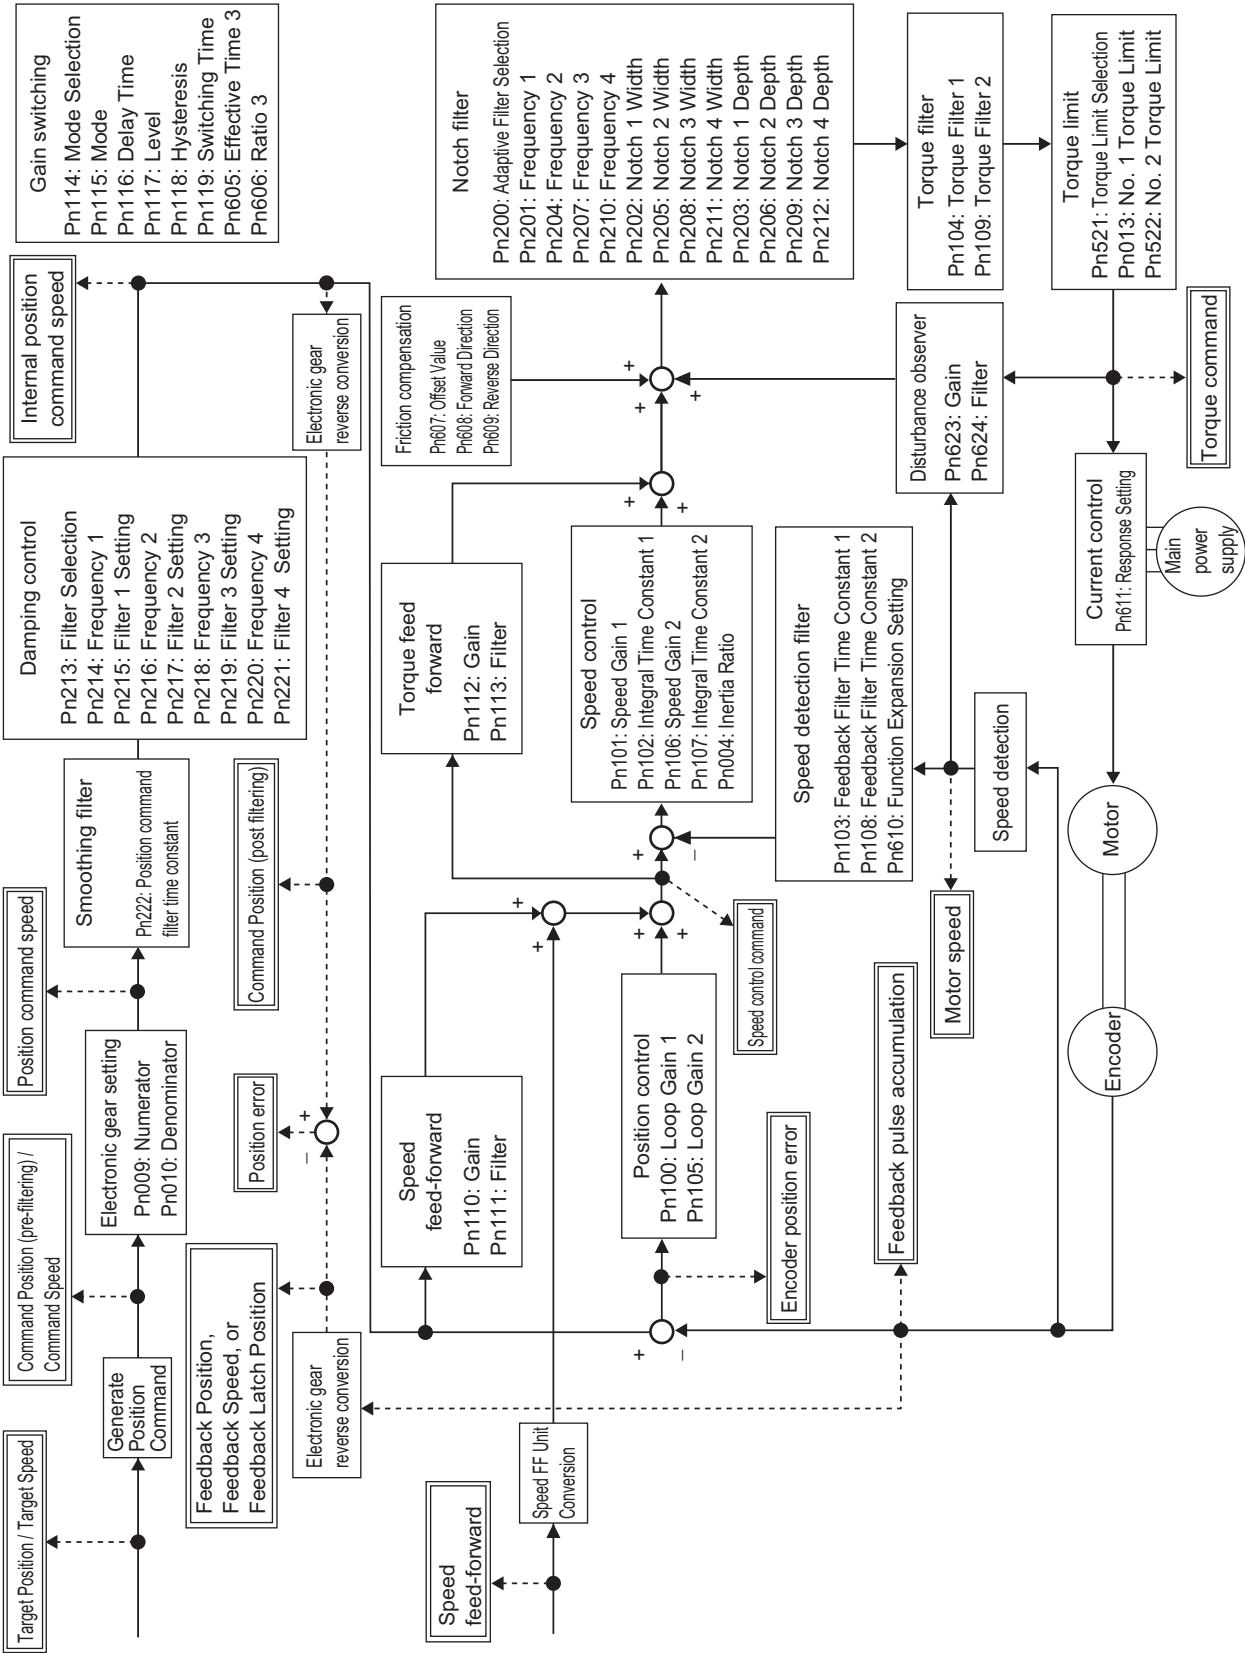 Target Position / Target Speed
Generate
Position
Command
Command Position (pre-filtering) /
Command Speed
Electronic gear setting
Pn009: Numerator
Pn010: Denominator
Position command speed
Smoothing filter
Pn222: Position command
filter time constant
Damping control
Pn213: Filter Selection
Pn214: Frequency 1
Pn215: Filter 1 Setting
Pn216: Frequency 2
Pn217: Filter 2 Setting
Pn218: Frequency 3
Pn219: Filter 3 Setting
Pn220: Frequency 4
Pn221: Filter 4 Setting
Internal position
command speed
Gain switching
Pn114: Mode Selection
Pn115: Mode
Pn116: Delay Time
Pn117: Level
Pn118: Hysteresis
Pn119: Switching Time
Pn605: Effective Time 3
Pn606: Ratio 3
Feedback Position,
Feedback Speed, or
Feedback Latch Position
Electronic gear
reverse conversion
Position error
−
+
Command Position (post filtering)
Electronic gear
reverse conversion
Speed
feed-forward
Speed FF Unit
Conversion
Speed
feed-forward
Pn110: Gain
Pn111: Filter
+
+
Torque feed
forward
Pn112: Gain
Pn113: Filter
Friction compensation
Pn607: Offset Value
Pn608: Forward Direction
Pn609: Reverse Direction
Notch filter
Pn200: Adaptive Filter Selection
Pn201: Frequency 1
Pn204: Frequency 2
Pn207: Frequency 3
Pn210: Frequency 4
Pn202: Notch 1 Width
Pn205: Notch 2 Width
Pn208: Notch 3 Width
Pn211: Notch 4 Width
Pn203: Notch 1 Depth
Pn206: Notch 2 Depth
Pn209: Notch 3 Depth
Pn212: Notch 4 Depth
+
−
Position control
Pn100: Loop Gain 1
Pn105: Loop Gain 2
+
+
+
−
Speed control
Pn101: Speed Gain 1
Pn102: Integral Time Constant 1
Pn106: Speed Gain 2
Pn107: Integral Time Constant 2
Pn004: Inertia Ratio
+
+
+
+
+
Encoder position error
Speed control command
Speed detection filter
Pn103: Feedback Filter Time Constant 1
Pn108: Feedback Filter Time Constant 2
Pn610: Function Expansion Setting
Disturbance observer
Pn623: Gain
Pn624: Filter
Torque filter
Pn104: Torque Filter 1
Pn109: Torque Filter 2
Feedback pulse accumulation
Motor speed
Speed detection
Torque limit
Pn521: Torque Limit Selection
Pn013: No. 1 Torque Limit
Pn522: No. 2 Torque Limit
Encoder
Motor
Current control
Pn611: Response Setting
Main
power
supply
Torque command